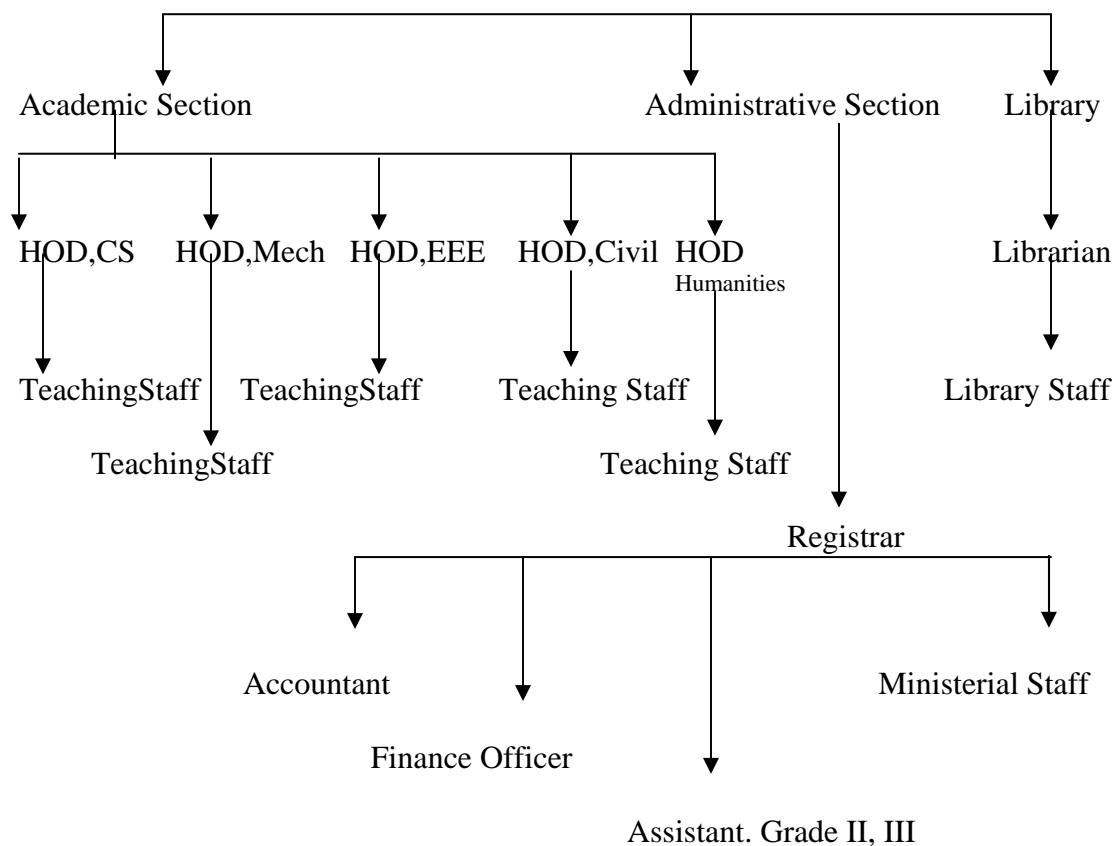 Academic Section Administrative Section Library
HOD,CS HOD,Mech HOD,EEE HOD,Civil HOD Librarian
Humanities
TeachingStaff TeachingStaff Teaching Staff Library Staff
TeachingStaff Teaching Staff
Registrar
Accountant Ministerial Staff
Finance Officer
Assistant. Grade II, III